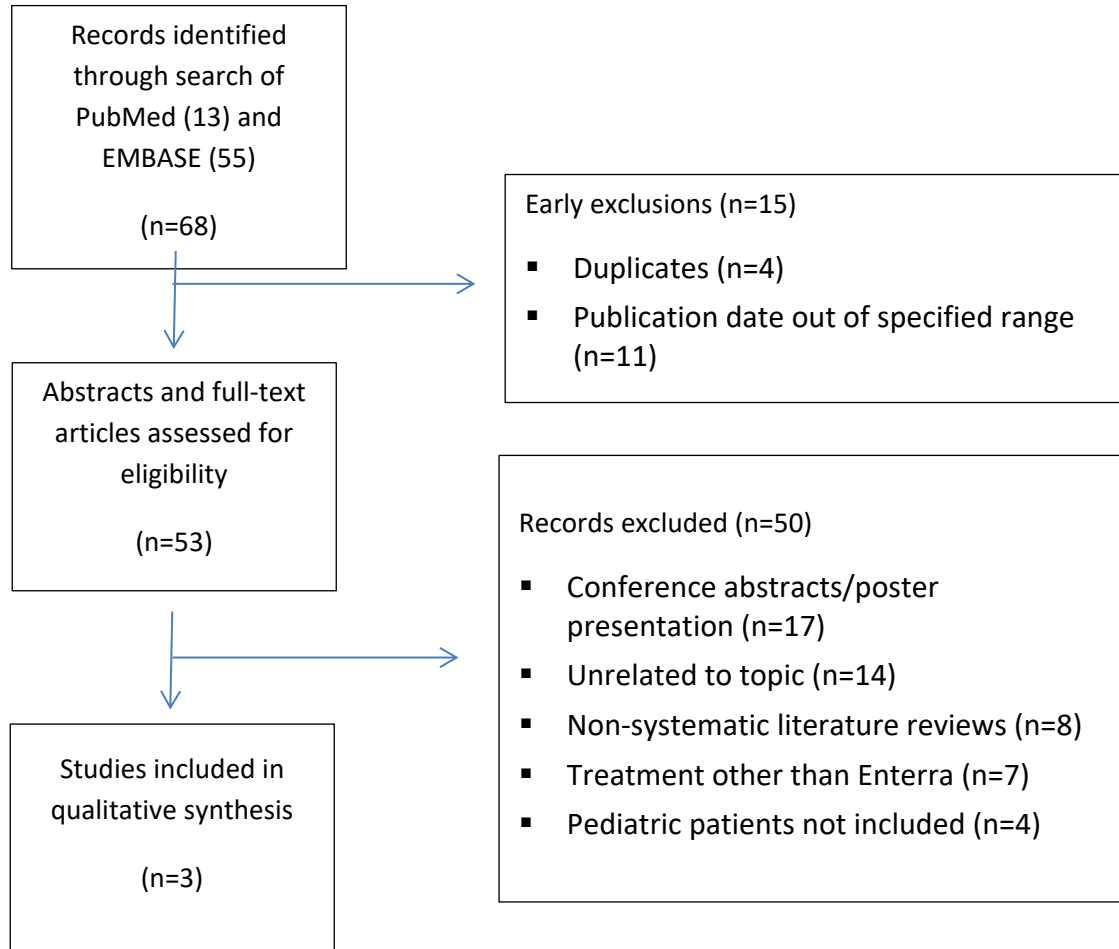 Records identified
through search of
PubMed (13) and
EMBASE (55)
(n=68)
Early exclusions (n=15)
▪ Duplicates (n=4)
▪ Publication date out of specified range
(n=11)
Abstracts and full-text
articles assessed for
eligibility
(n=53)
Records excluded (n=50)
▪ Conference abstracts/poster
presentation (n=17)
▪ Unrelated to topic (n=14)
▪ Non-systematic literature reviews (n=8)
▪ Treatment other than Enterra (n=7)
▪ Pediatric patients not included (n=4)
Studies included in
qualitative synthesis
(n=3)